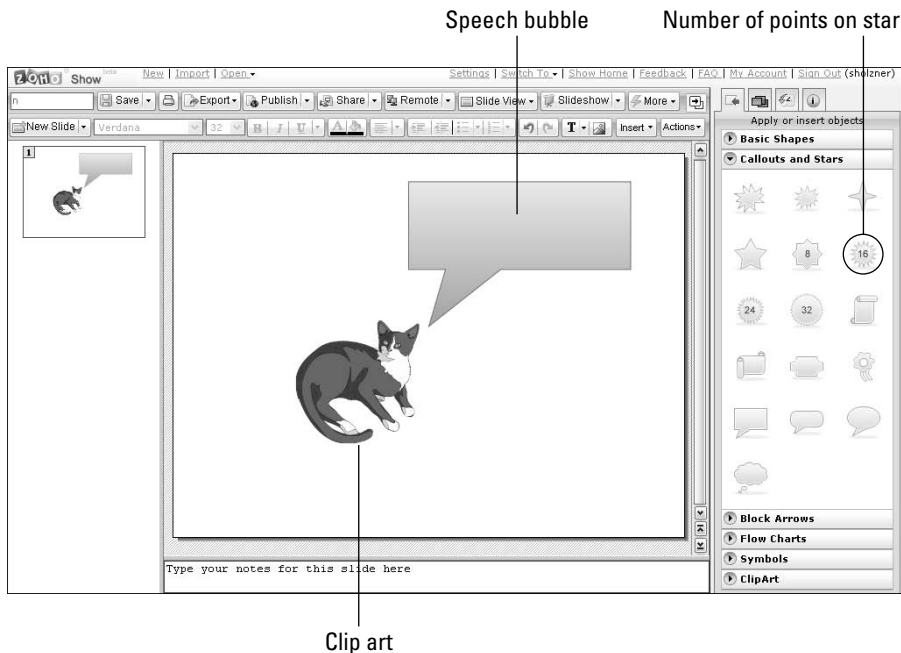 Speech bubble
Number of points on star
ZOHO Show beta New | Import | Open
Settings | Switch To | Show Home | Feedback | FAQ | My Account | Sign Out (sholzner)
n Save Export Publish Share Remote Slide View Slideshow More
New Slide Verdana 32 B I U A T Insert Actions
Apply or insert objects
Basic Shapes
Callouts and Stars
1
8 16
24 32
Block Arrows
Flow Charts
Symbols
ClipArt
Type your notes for this slide here
Clip art